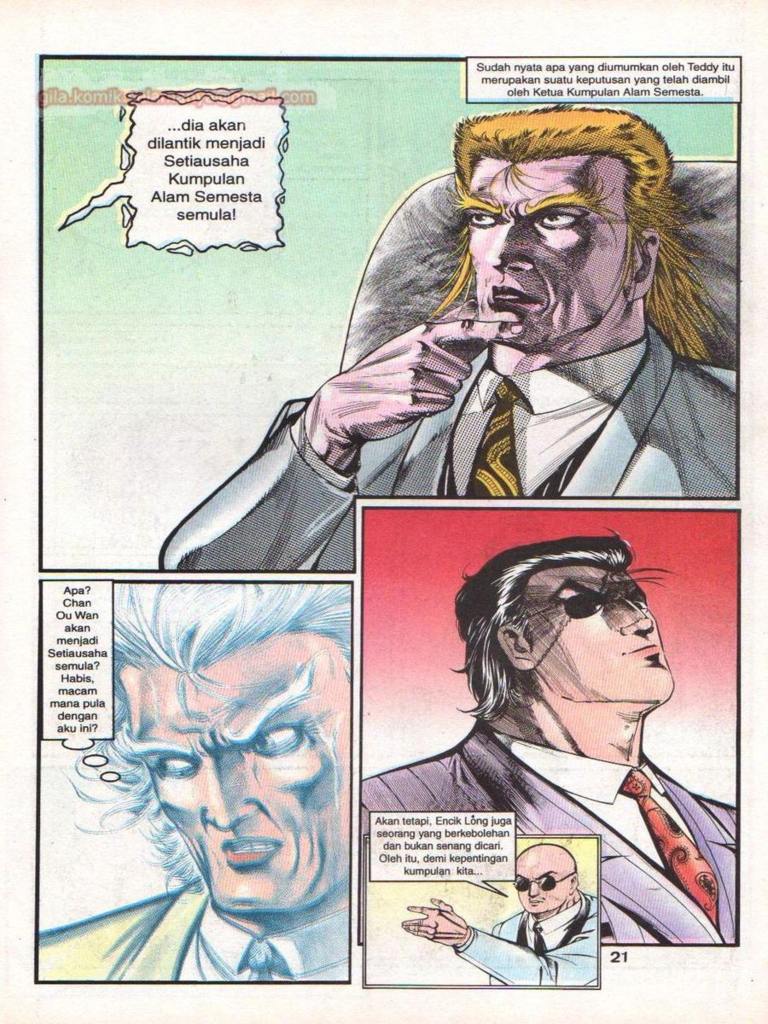 Sudah nyata apa yang diumumkan oleh Teddy itu
merupakan suatu keputusan yang telah diambil
oleh Ketua Kumpulan Alam Semesta.
...dia akan
dilantik menjadi
Setiausaha
Kumpulan
Alam Semesta
semula!
Apa?
Chan
Ou Wan
akan
menjadi
Setiausaha
semula?
Habis,
macam
mana pula
dengan
aku ini?
Akan tetapi, Encik Long juga
seorang yang berkebolehan
dan bukan senang dicari.
Oleh itu, demi kepentingan
kumpulan kita...
21